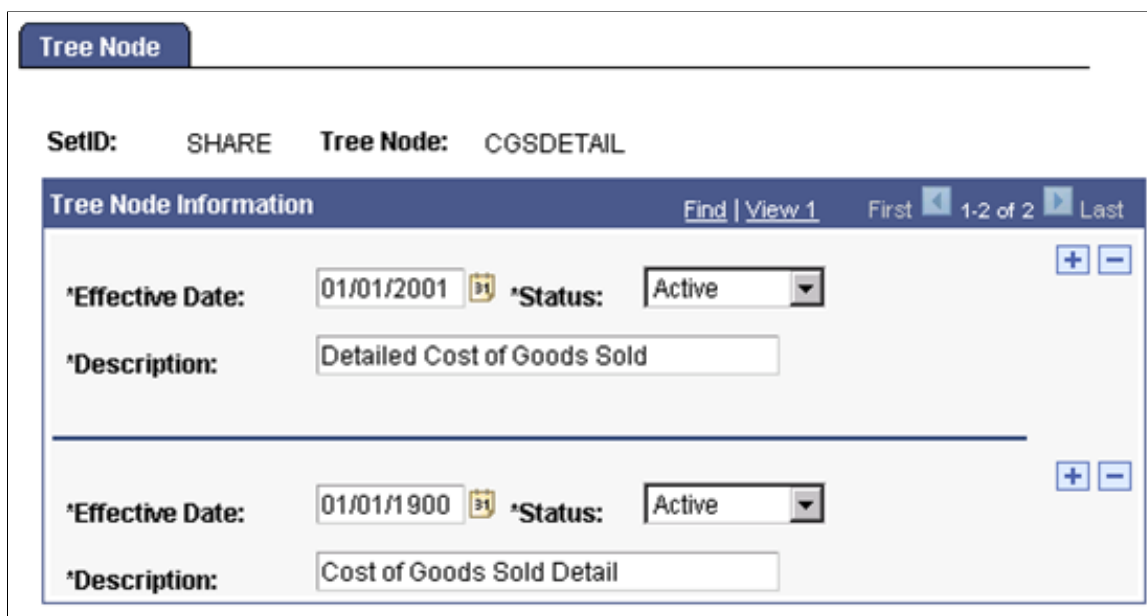 Tree Node
SetID: SHARE Tree Node: CGSDETAIL
Tree Node Information Find | View 1 First 1-2 of 2 Last
*Effective Date: 01/01/2001 31 *Status: Active
*Description: Detailed Cost of Goods Sold
*Effective Date: 01/01/1900 31 *Status: Active
*Description: Cost of Goods Sold Detail